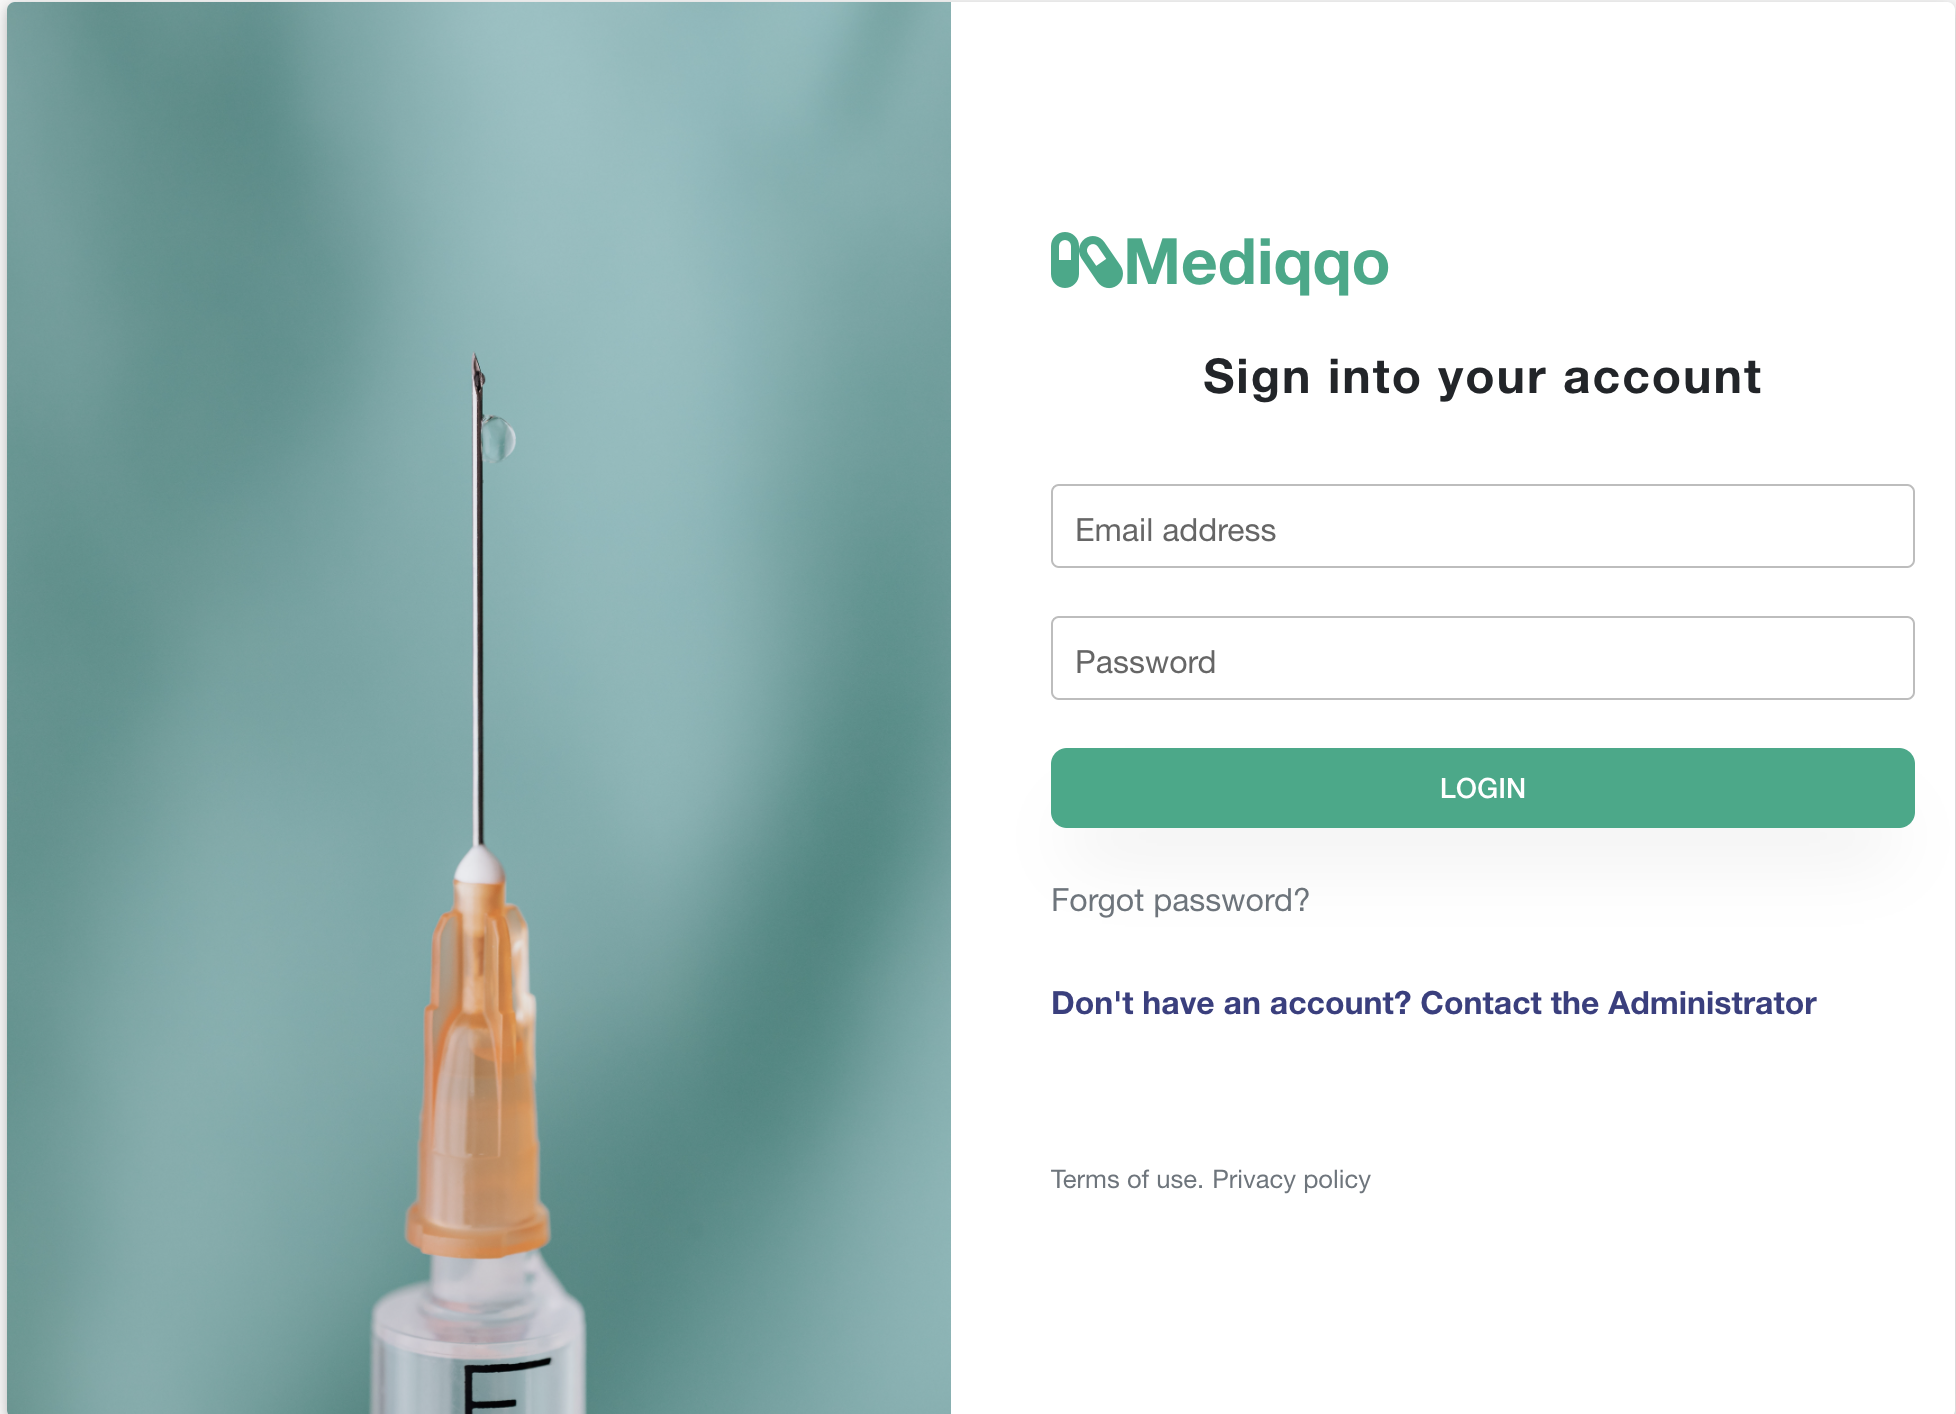 Mediqqo
Sign into your account
Email address
Password
LOGIN
Forgot password?
Don't have an account? Contact the Administrator
Terms of use. Privacy policy